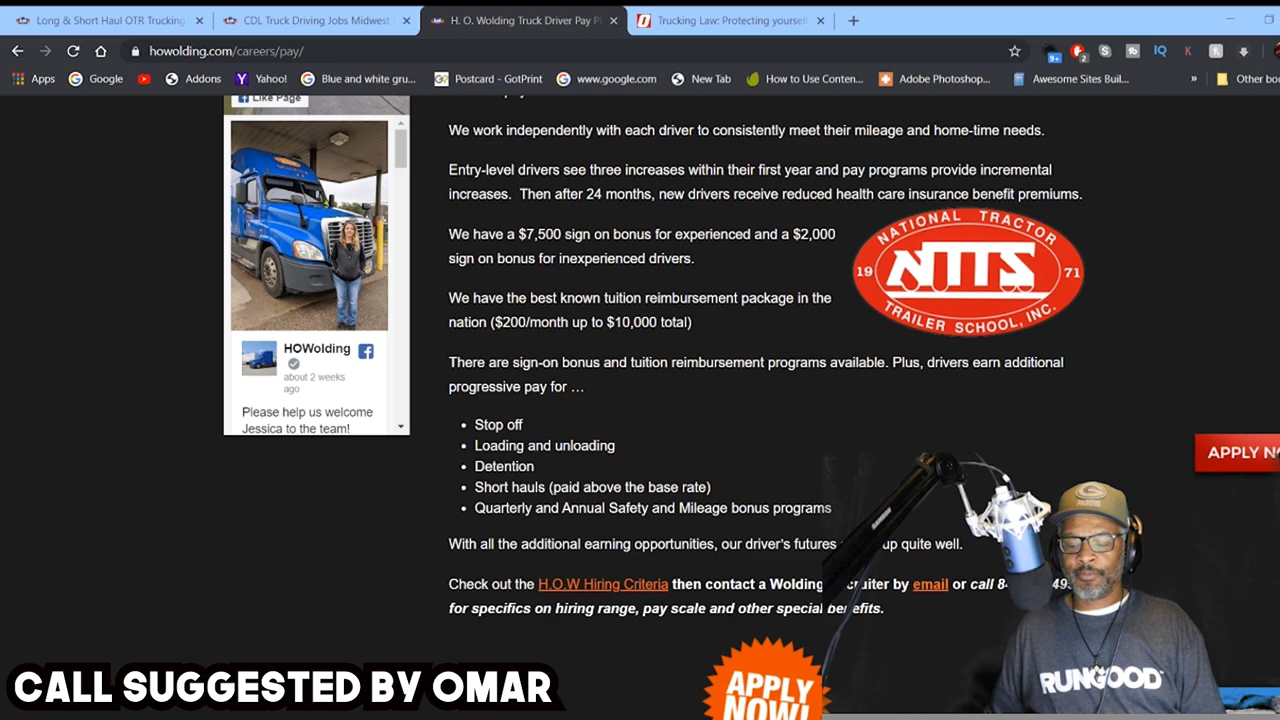 Long & Short Haul OTR Trucking
CDL Truck Driving Jobs Midwest
H. O. Wolding Truck Driver Pay
Trucking Law: Protecting yourself
howolding.com/careers/pay/
9+
2
IQ
K
Apps
Google
Addons
Yahoo!
Blue and white gru...
Postcard - GotPrint
www.google.com
New Tab
How to Use Conten...
Adobe Photoshop...
Awesome Sites Buil...
»
Other
Like Page
We work independently with each driver to consistently meet their mileage and home-time needs.
Entry-level drivers see three increases within their first year and pay programs provide incremental
increases. Then after 24 months, new drivers receive reduced health care insurance benefit premiums.
We have a $7,500 sign on bonus for experienced and a $2,000
sign on bonus for inexperienced drivers.
We have the best known tuition reimbursement package in the
nation ($200/month up to $10,000 total)
NATIONAL TRACTOR
19 NTTS 71
TRAILER SCHOOL, INC.
HOWolding
about 2 weeks
ago
Please help us welcome
Jessica to the team!
There are sign-on bonus and tuition reimbursement programs available. Plus, drivers earn additional
progressive pay for …
• Stop off
• Loading and unloading
• Detention
• Short hauls (paid above the base rate)
• Quarterly and Annual Safety and Mileage bonus programs
APPLY
With all the additional earning opportunities, our driver's futures up quite well.
Check out the H.O.W Hiring Criteria then contact a Wolding by email or call
for specifics on hiring range, pay scale and other special benefits.
RUNGOOD
APPLY
NOW!
CALL SUGGESTED BY OMAR